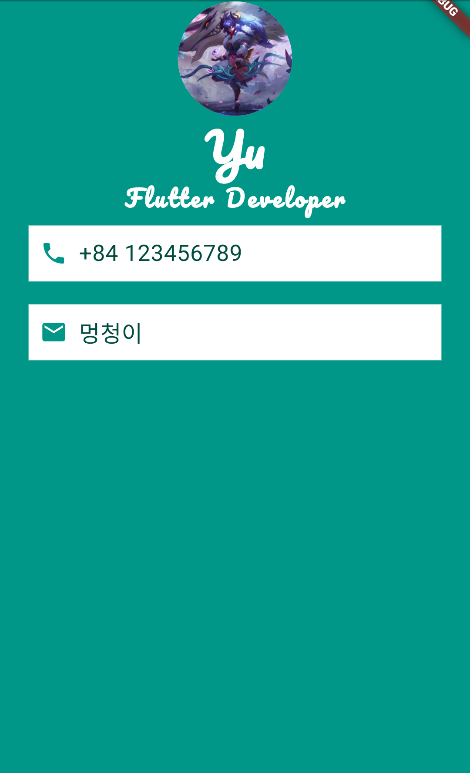 Yu
Flutter Developer
+84 123456789
멍청이